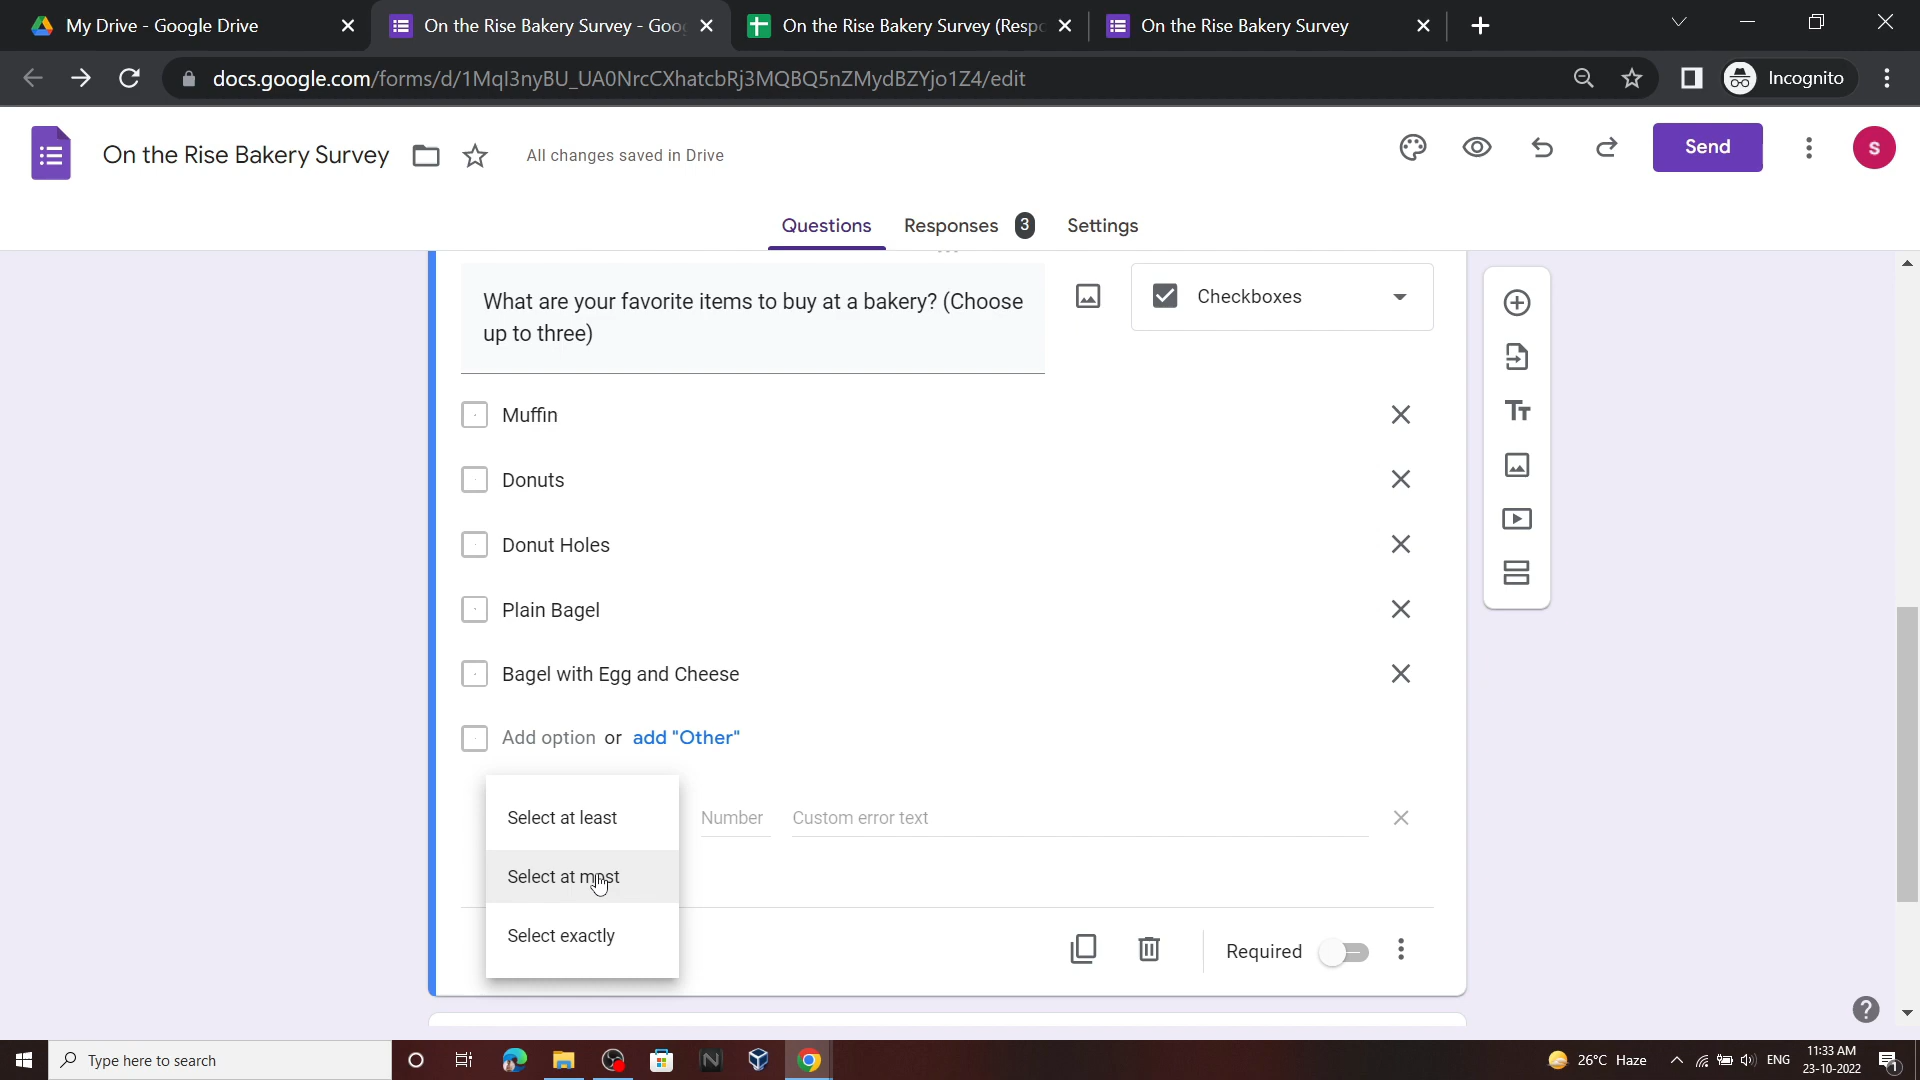 My Drive - Google Drive
On the Rise Bakery Survey - Goo
On the Rise Bakery Survey (Respo
On the Rise Bakery Survey
docs.google.com/forms/d/1Mql3nyBU_UA0NrcCXhatcbRj3MQBQ5nZMydBZYjo1Z4/edit
Incognito
On the Rise Bakery Survey
All changes saved in Drive
Send
S
Questions
Responses 3
Settings
What are your favorite items to buy at a bakery? (Choose
up to three)
Checkboxes
Muffin
Donuts
Donut Holes
Plain Bagel
Bagel with Egg and Cheese
Add option or add "Other"
Select at least
Number
Custom error text
Select at most
Select exactly
Required
Type here to search
26°C Haze
ENG
11:33 AM
23-10-2022
1